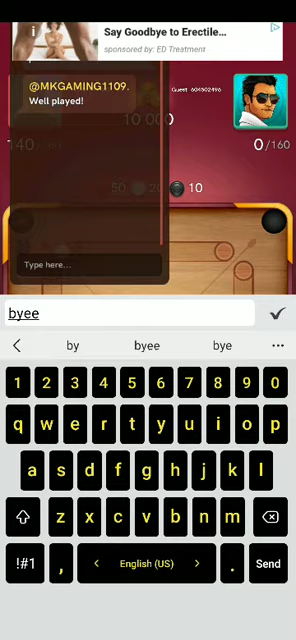 Say Goodbye to Erectile...
sponsored by: ED Treatment
@MKGAMING1109.
Well played!
Guest 604502496
10 000
140
0/160
50 20 10
Type here...
byee
by byee bye
1 2 3 4 5 6 7 8 9 0
q w e r t y u i o p
a s d f g h j k l
z x c v b n m
!#1 , English (US) . Send